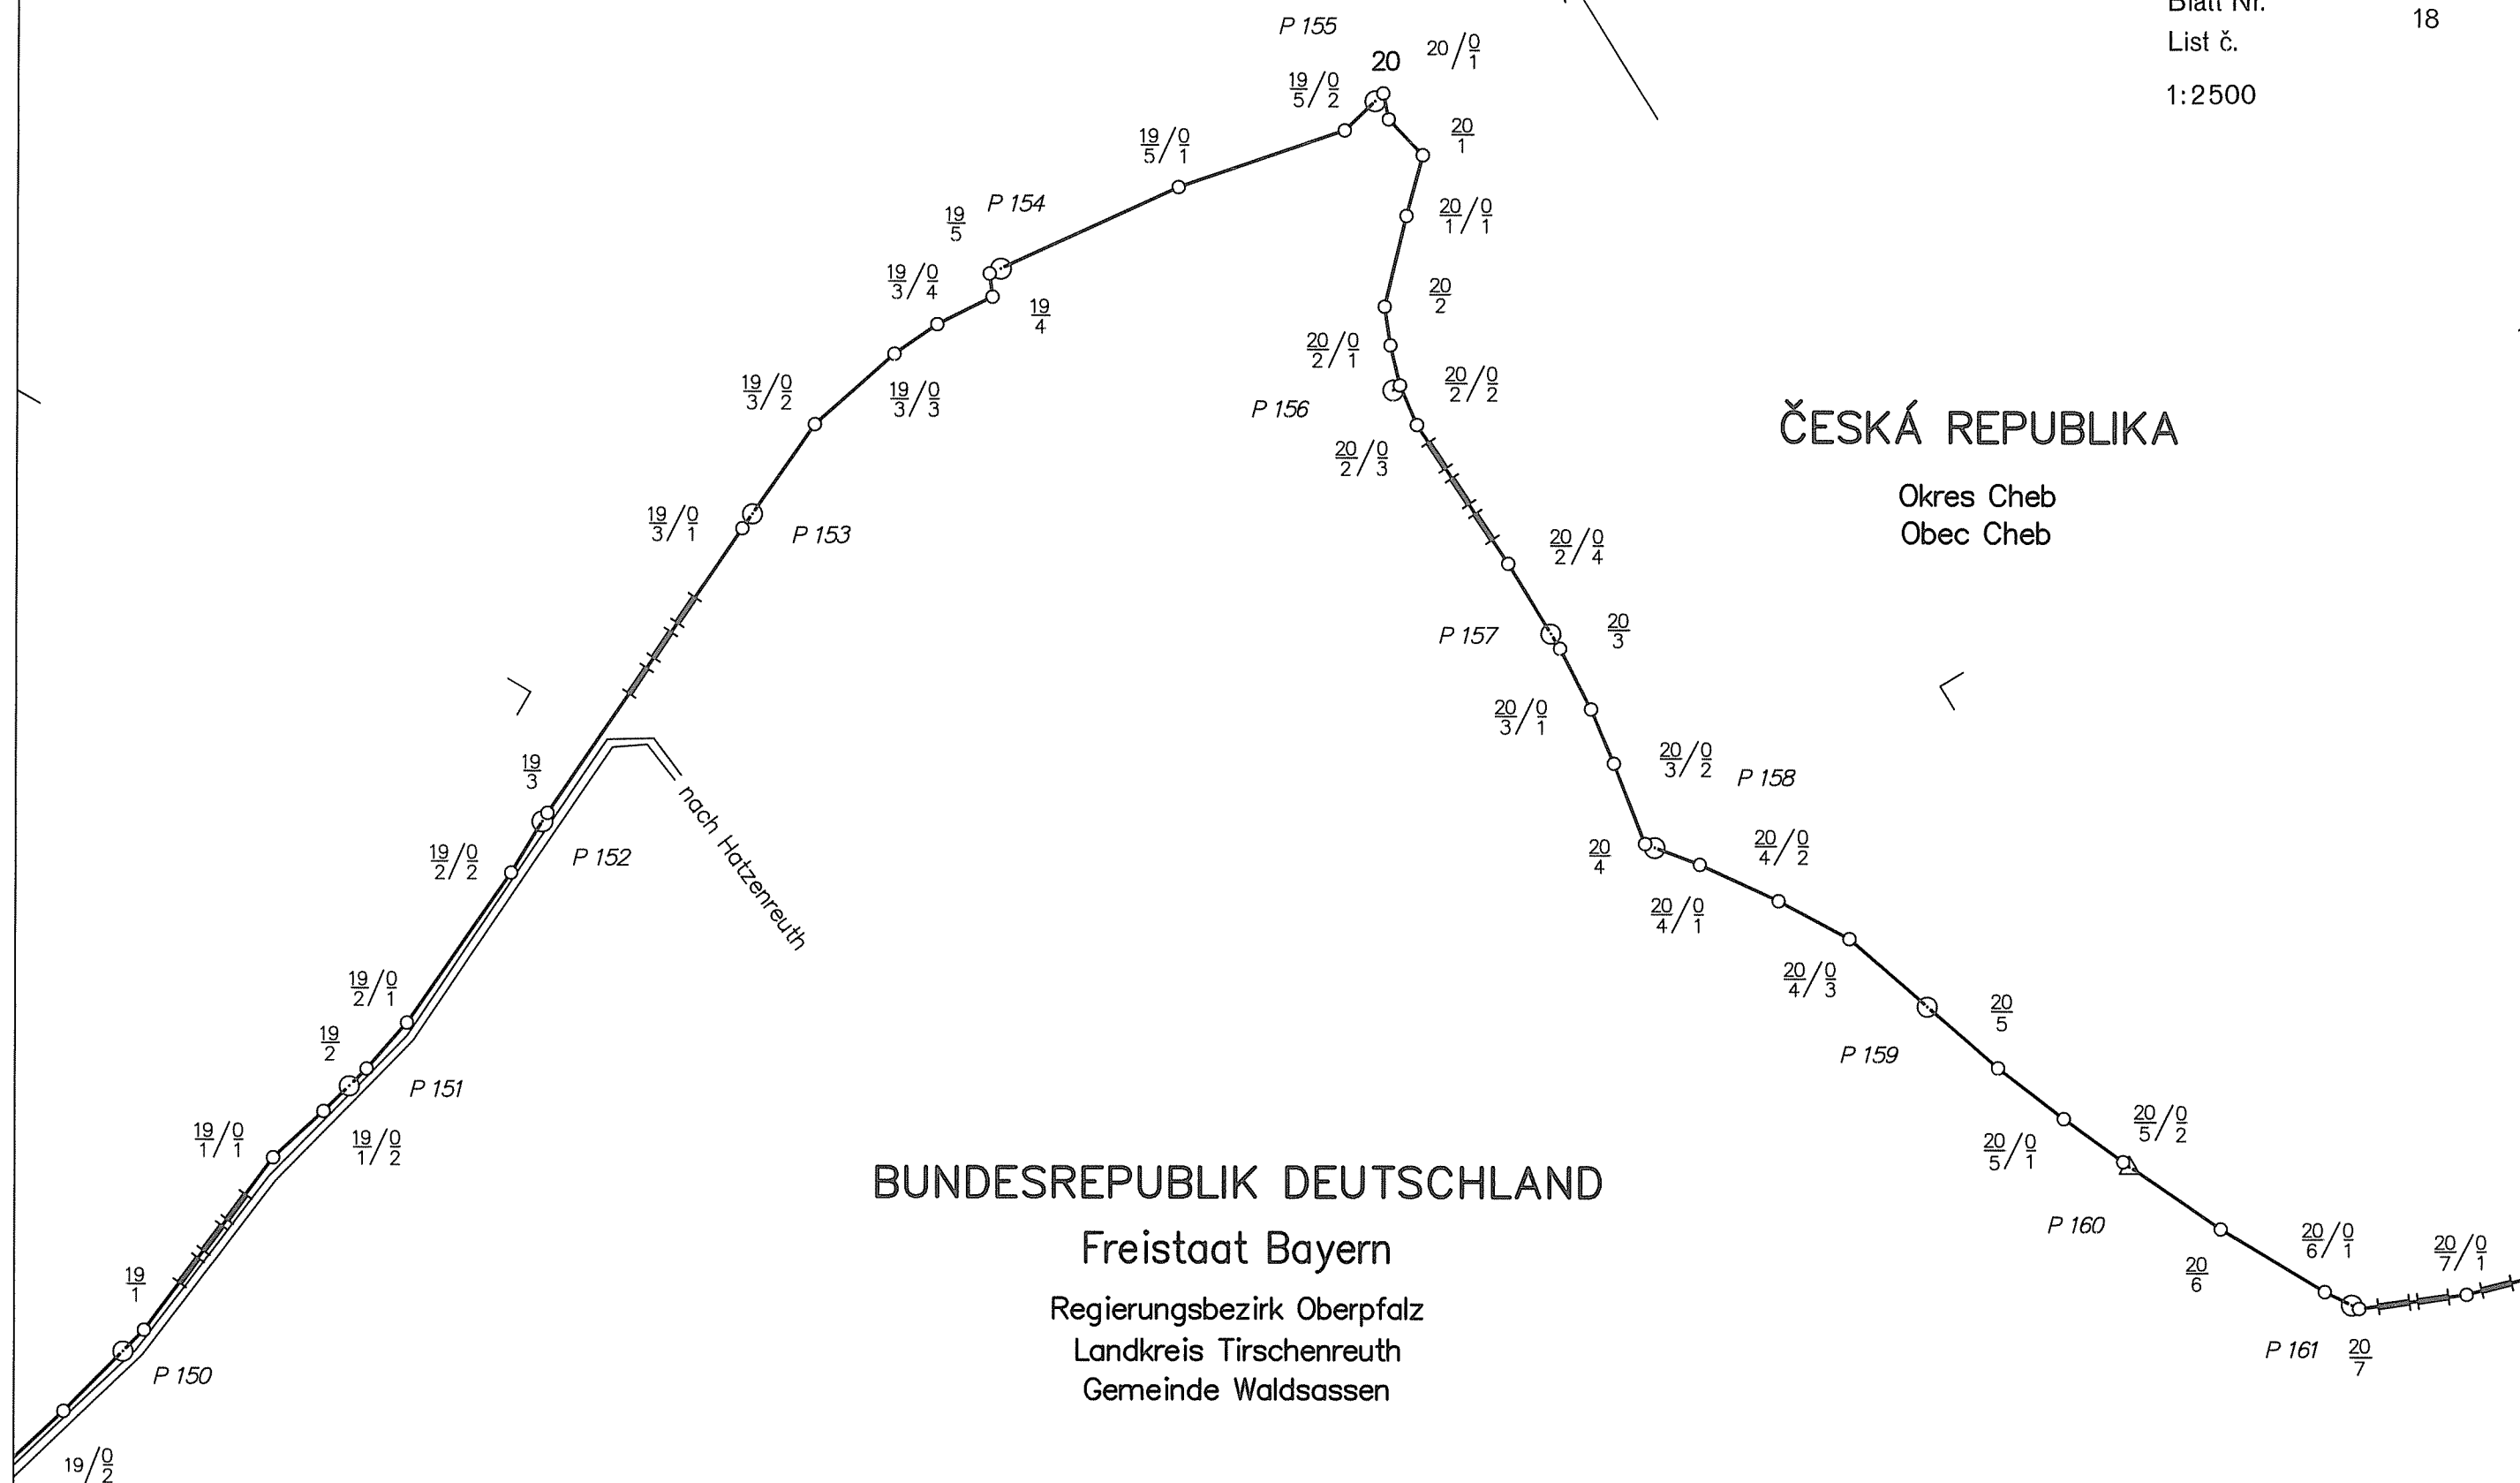 Blatt Nr.
18
List č.
1:2500
P 155
20
20/0/1
19/5/0/2
20/1
19/5/0/1
P 154
19/5
20/1/0/1
19/3/0/4
19/4
20/2
20/2/0/1
19/3/0/2
19/3/0/3
20/2/0/2
P 156
20/2/0/3
ČESKÁ REPUBLIKA
Okres Cheb
Obec Cheb
19/3/0/1
P 153
20/2/0/4
P 157
20/3
20/3/0/1
19/3
20/3/0/2
P 158
nach Hatzenreuth
19/2/0/2
P 152
20/4
20/4/0/2
20/4/0/1
19/2/0/1
20/4/0/3
19/2
20/5
P 159
P 151
19/1/0/1
19/1/0/2
20/5/0/2
20/5/0/1
BUNDESREPUBLIK DEUTSCHLAND
Freistaat Bayern
Regierungsbezirk Oberpfalz
Landkreis Tirschenreuth
Gemeinde Waldsassen
P 160
20/6/0/1
20/7/0/1
20/6
19/1
P 161
20/7
P 150
19/0/2